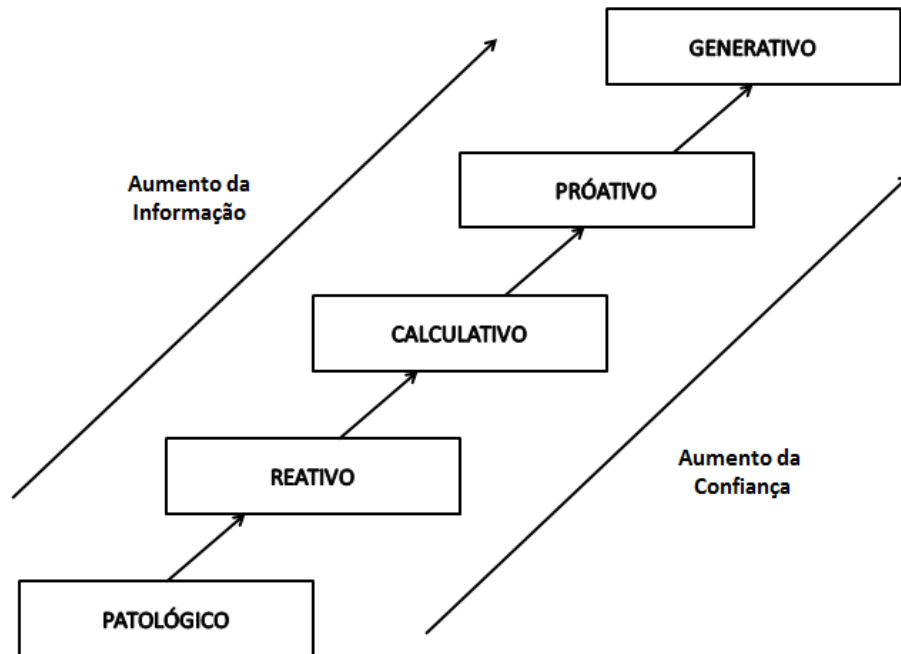 GENERATIVO
PRÓATIVO
Aumento da
Informação
CALCULATIVO
REATIVO
Aumento da
Confiança
PATOLÓGICO